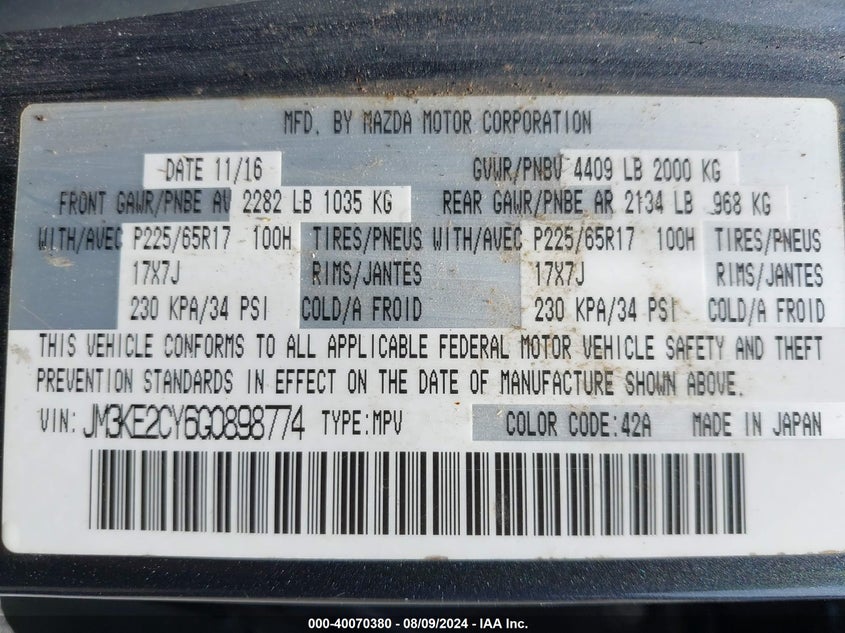 MFD. BY MAZDA MOTOR CORPORATION
DATE 11/16 GVWR/PNBV 4409 LB 2000 KG
FRONT GAWR/PNBE AV 2282 LB 1035 KG REAR GAWR/PNBE AR 2134 LB 968 KG
WITH/AVEC P225/65R17 100H TIRES/PNEUS WITH/AVEC P225/65R17 100H TIRES/PNEUS
17X7J RIMS/JANTES 17X7J RIMS/JANTES
230 KPA/34 PSI COLD/A FROID 230 KPA/34 PSI COLD/A FROID
THIS VEHICLE CONFORMS TO ALL APPLICABLE FEDERAL MOTOR VEHICLE SAFETY AND THEFT
PREVENTION STANDARDS IN EFFECT ON THE DATE OF MANUFACTURE SHOWN ABOVE.
VIN: JM3KE2CY6G0898774 TYPE:MPV COLOR CODE:42A MADE IN JAPAN
000-40070380 - 08/09/2024 - IAA Inc.